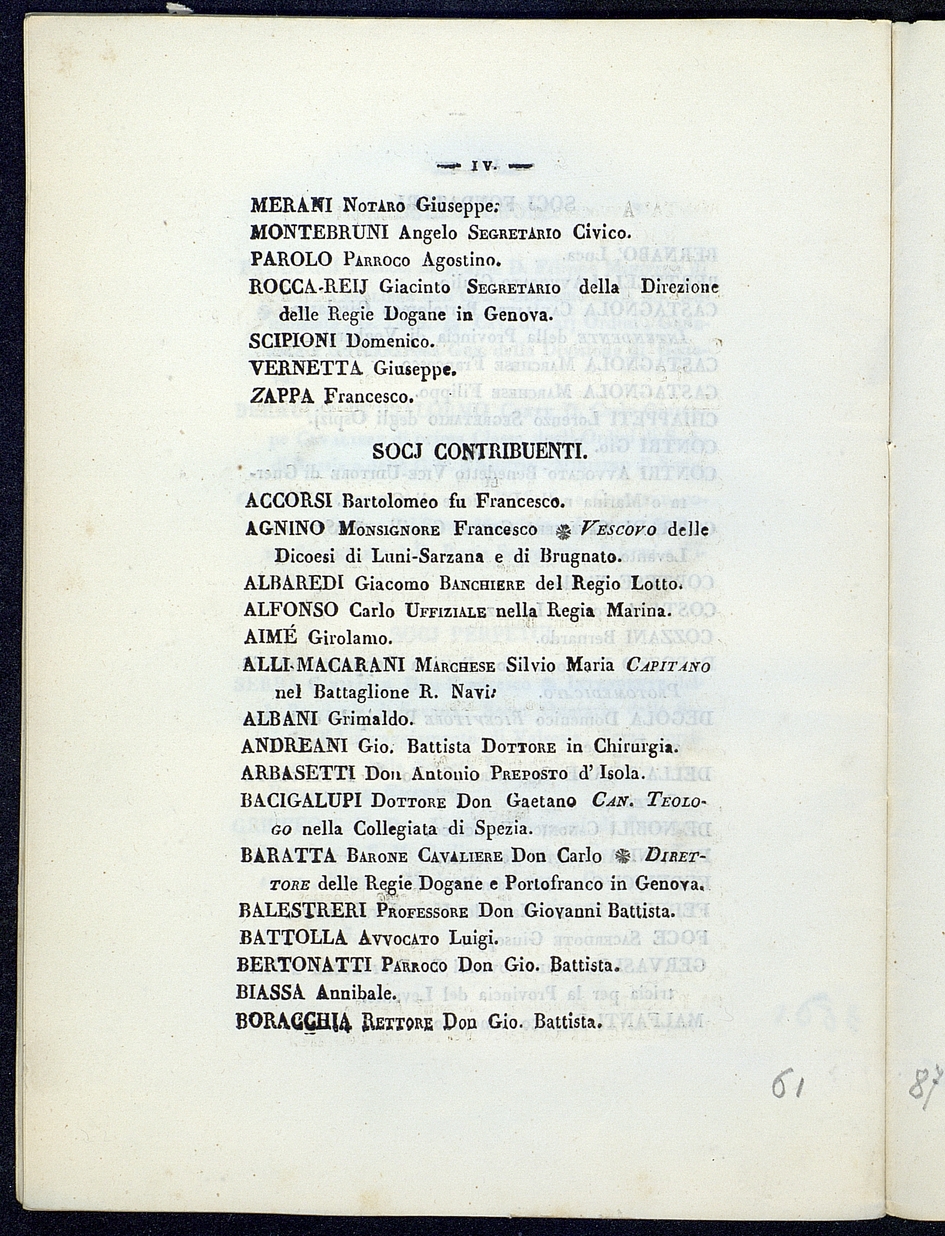 — IV. —
MERANI NOTARO Giuseppe.
MONTEBRUNI Angelo SEGRETARIO Civico.
PAROLO PARROCO Agostino.
ROCCA-REIJ Giacinto SEGRETARIO della Direzione
delle Regie Dogane in Genova.
SCIPIONI Domenico.
VERNETTA Giuseppe.
ZAPPA Francesco.
SOCJ CONTRIBUENTI.
ACCORSI Bartolomeo fu Francesco.
AGNINO MONSIGNORE Francesco ❋ VESCOVO delle
Dicoesi di Luni-Sarzana e di Brugnato.
ALBAREDI Giacomo BANCHIERE del Regio Lotto.
ALFONSO Carlo UFFIZIALE nella Regia Marina.
AIMÉ Girolamo.
ALLI-MACARANI MARCHESE Silvio Maria CAPITANO
nel Battaglione R. Navi.
ALBANI Grimaldo.
ANDREANI Gio. Battista DOTTORE in Chirurgia.
ARBASETTI Don Antonio PREPOSTO d' Isola.
BACIGALUPI DOTTORE Don Gaetano CAN. TEOLO-
GO nella Collegiata di Spezia.
BARATTA BARONE CAVALIERE Don Carlo ❋ DIRET-
TORE delle Regie Dogane e Portofranco in Genova.
BALESTRERI PROFESSORE Don Giovanni Battista.
BATTOLLA AVVOCATO Luigi.
BERTONATTI PARROCO Don Gio. Battista.
BIASSA Annibale.
BORACCHIA RETTORE Don Gio. Battista.
61
87